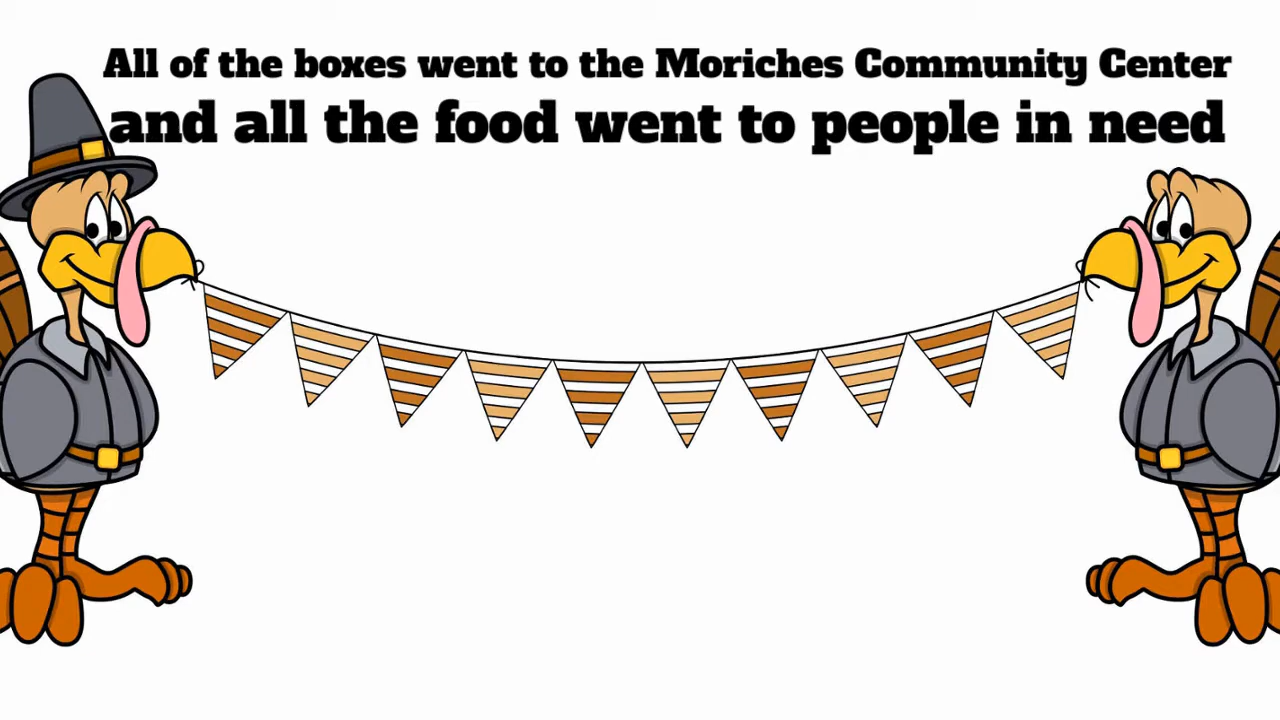 All of the boxes went to the Moriches Community Center
and all the food went to people in need